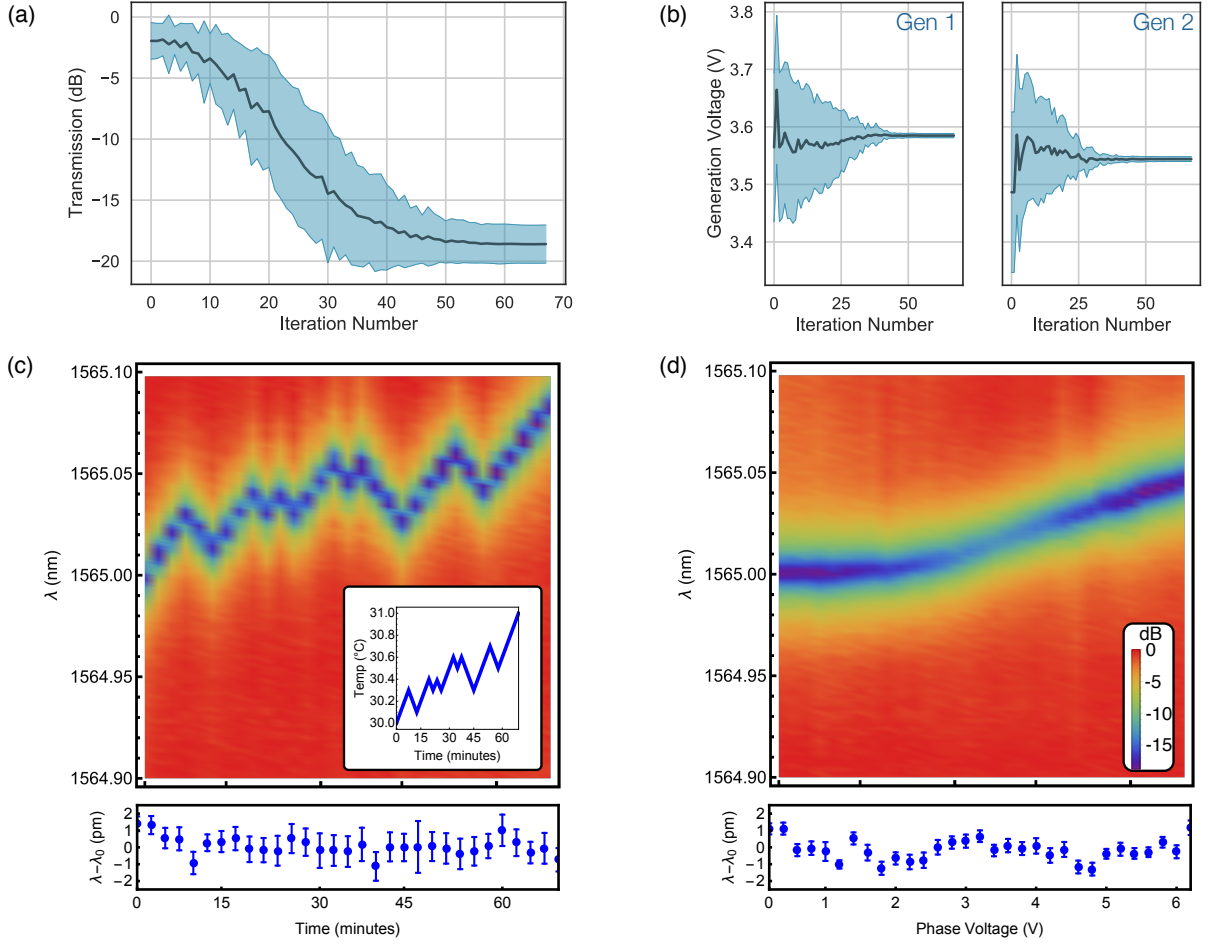 (a)
0
−5
−10
−15
−20
Transmission (dB)
0 10 20 30 40 50 60 70
Iteration Number
(b)
3.8
3.7
3.6
3.5
3.4
Generation Voltage (V)
Gen 1
Gen 2
0 25 50
0 25 50
Iteration Number
Iteration Number
(c)
1565.10
1565.05
1565.00
1564.95
1564.90
λ (nm)
31.0
30.8
30.6
30.4
30.2
30.0
Temp (°C)
0 15 30 45 60
Time (minutes)
2
1
0
-1
-2
λ−λ0 (pm)
0 15 30 45 60
Time (minutes)
(d)
1565.10
1565.05
1565.00
1564.95
1564.90
λ (nm)
dB
0
-5
-10
-15
2
1
0
-1
-2
λ−λ0 (pm)
0 1 2 3 4 5 6
Phase Voltage (V)